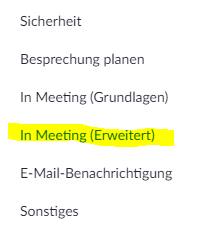 Sicherheit
Besprechung planen
In Meeting (Grundlagen)
In Meeting (Erweitert)
E-Mail-Benachrichtigung
Sonstiges